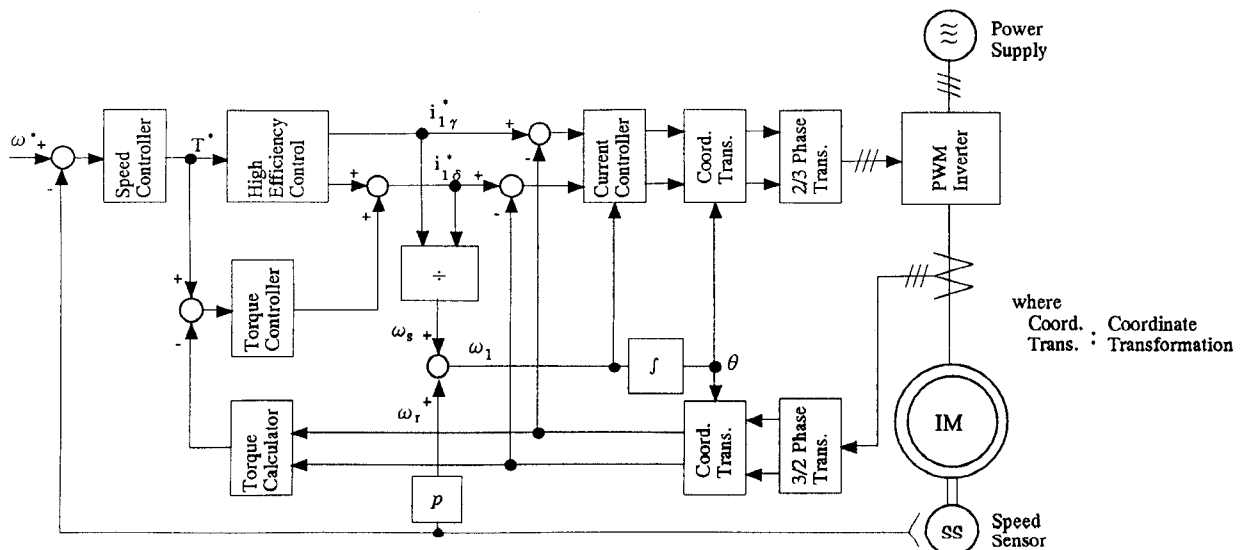 Power
Supply
ω* +
-
Speed
Controller
T*
High
Efficiency
Control
i*1γ
i*1δ
+
+
+
-
+
-
Current
Controller
Coord.
Trans.
2/3 Phase
Trans.
PWM
Inverter
÷
+
-
Torque
Controller
ωs +
ω1
ωr +
∫
θ
where
Coord. : Coordinate
Trans. Transformation
Torque
Calculator
Coord.
Trans.
3/2 Phase
Trans.
IM
p
SS
Speed
Sensor